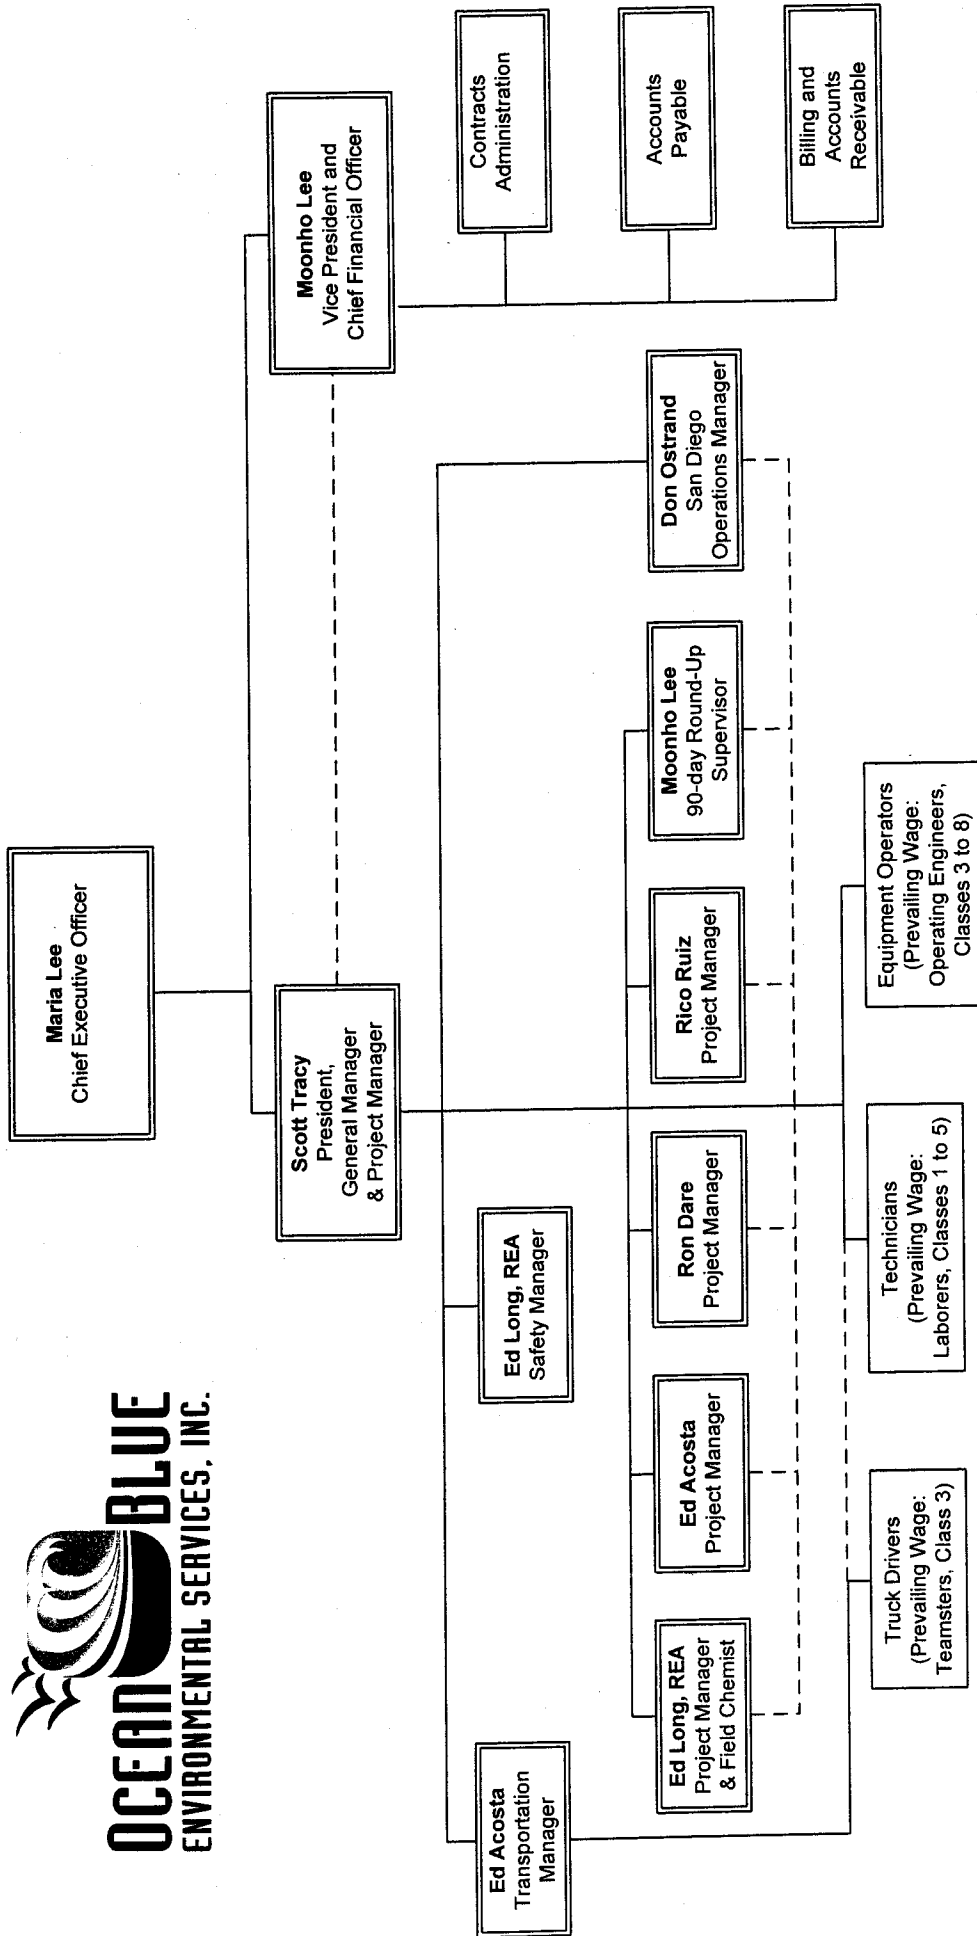 OCEAN BLUE
ENVIRONMENTAL SERVICES, INC.
Maria Lee
Chief Executive Officer
Scott Tracy
President,
General Manager
& Project Manager
Moonho Lee
Vice President and
Chief Financial Officer
Ed Acosta
Transportation
Manager
Ed Long, REA
Safety Manager
Contracts
Administration
Accounts
Payable
Billing and
Accounts
Receivable
Ed Long, REA
Project Manager
& Field Chemist
Ed Acosta
Project Manager
Ron Dare
Project Manager
Rico Ruiz
Project Manager
Moonho Lee
90-day Round-Up
Supervisor
Don Ostrand
San Diego
Operations Manager
Truck Drivers
(Prevailing Wage:
Teamsters, Class 3)
Technicians
(Prevailing Wage:
Laborers, Classes 1 to 5)
Equipment Operators
(Prevailing Wage:
Operating Engineers,
Classes 3 to 8)